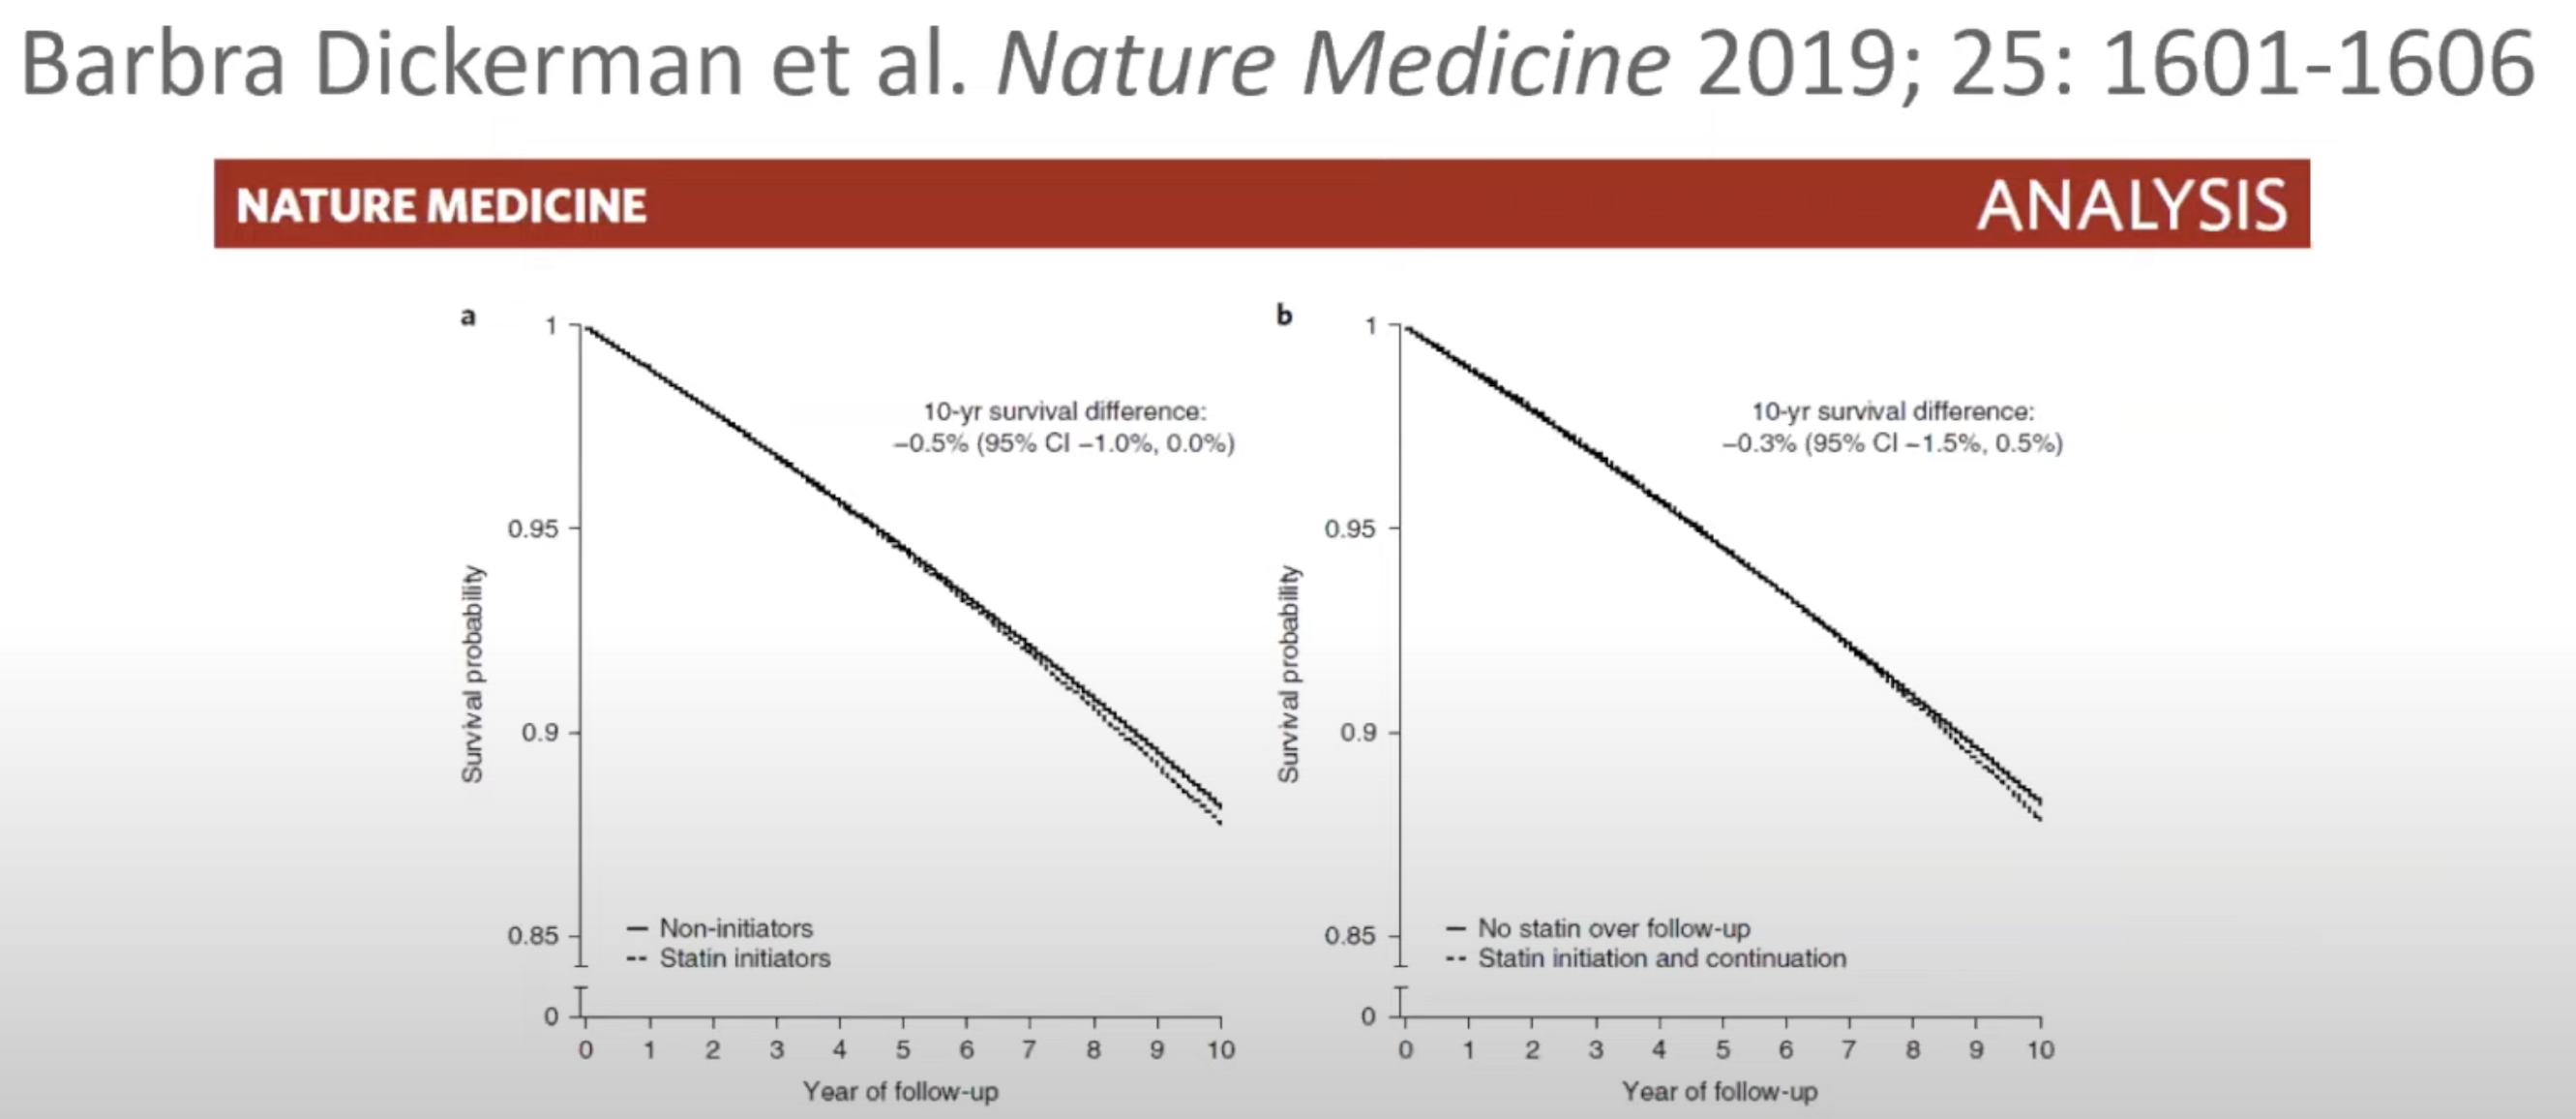 Barbra Dickerman et al. Nature Medicine 2019; 25: 1601-1606
NATURE MEDICINE
ANALYSIS
a
1
0.95
0.9
0.85
0
Survival probability
10-yr survival difference:
−0.5% (95% CI −1.0%, 0.0%)
— Non-initiators
-- Statin initiators
0 1 2 3 4 5 6 7 8 9 10
Year of follow-up
b
1
0.95
0.9
0.85
0
Survival probability
10-yr survival difference:
−0.3% (95% CI −1.5%, 0.5%)
— No statin over follow-up
-- Statin initiation and continuation
0 1 2 3 4 5 6 7 8 9 10
Year of follow-up